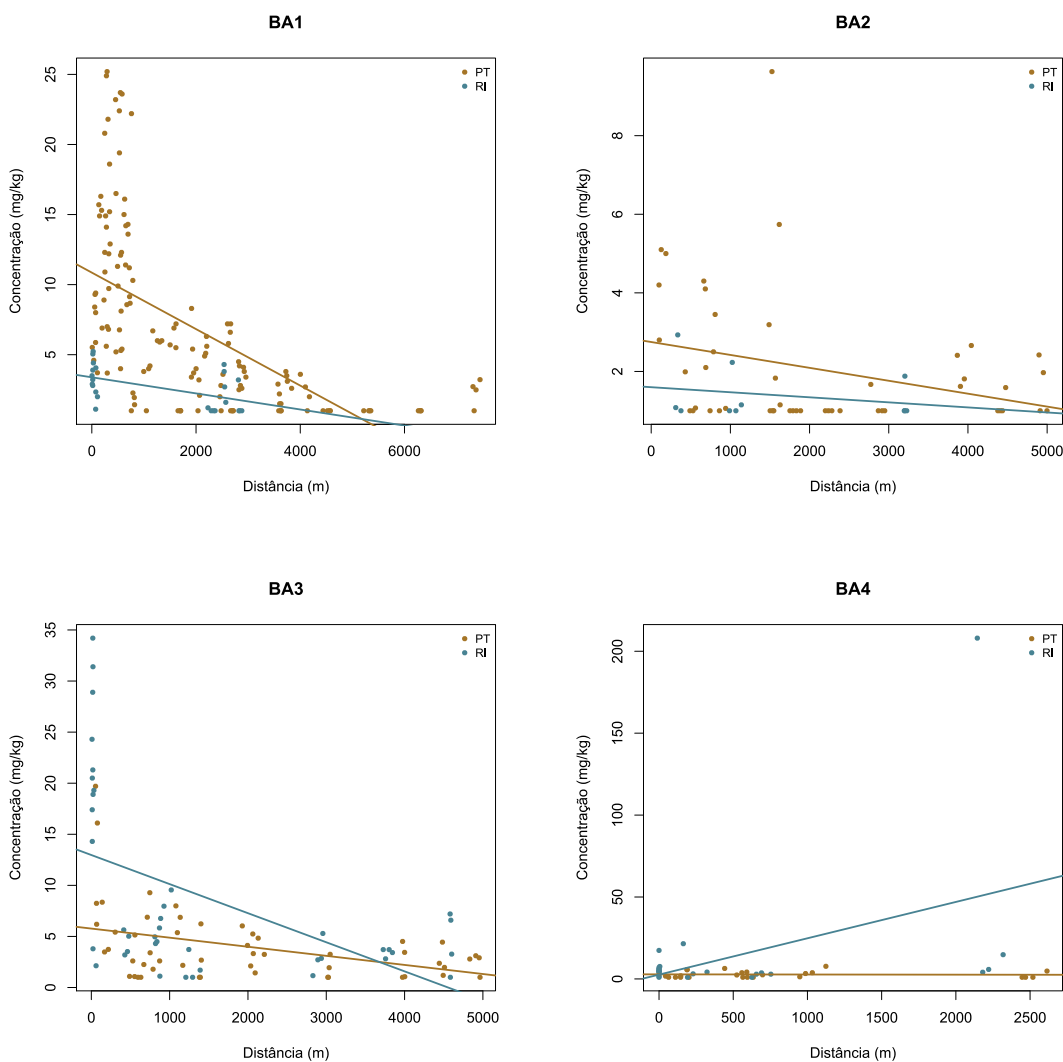 BA1
PT
RI
Concentração (mg/kg)
25
20
15
10
5
0
2000
4000
6000
Distância (m)
BA2
PT
RI
Concentração (mg/kg)
8
6
4
2
0
1000
2000
3000
4000
5000
Distância (m)
BA3
PT
RI
Concentração (mg/kg)
35
30
25
20
15
10
5
0
0
1000
2000
3000
4000
5000
Distância (m)
BA4
PT
RI
Concentração (mg/kg)
200
150
100
50
0
0
500
1000
1500
2000
2500
Distância (m)